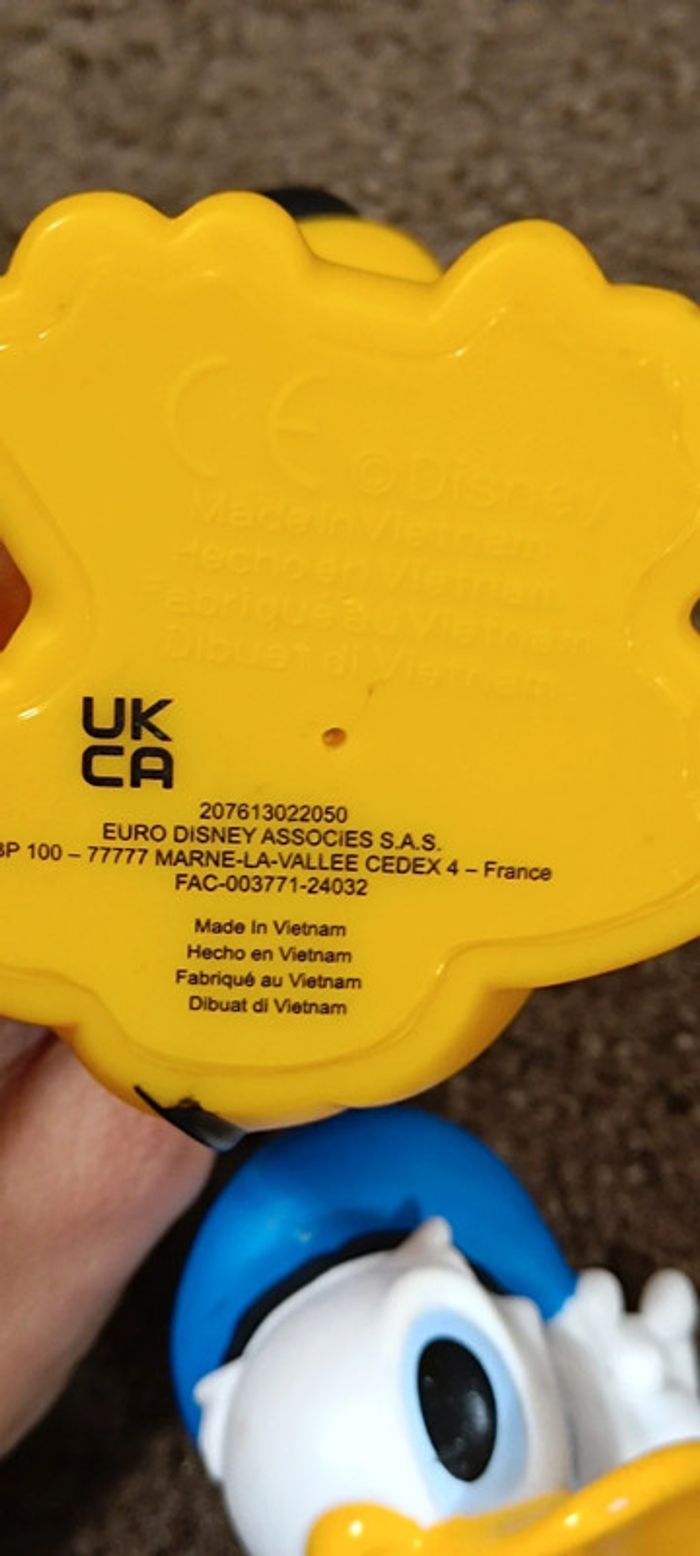 CE
©Disney
Made in Vietnam
Hecho en Vietnam
Fabriqué au Vietnam
Dibuat di Vietnam
UK
CA
207613022050
EURO DISNEY ASSOCIES S.A.S.
BP 100 – 77777 MARNE-LA-VALLEE CEDEX 4 – France
FAC-003771-24032
Made In Vietnam
Hecho en Vietnam
Fabriqué au Vietnam
Dibuat di Vietnam